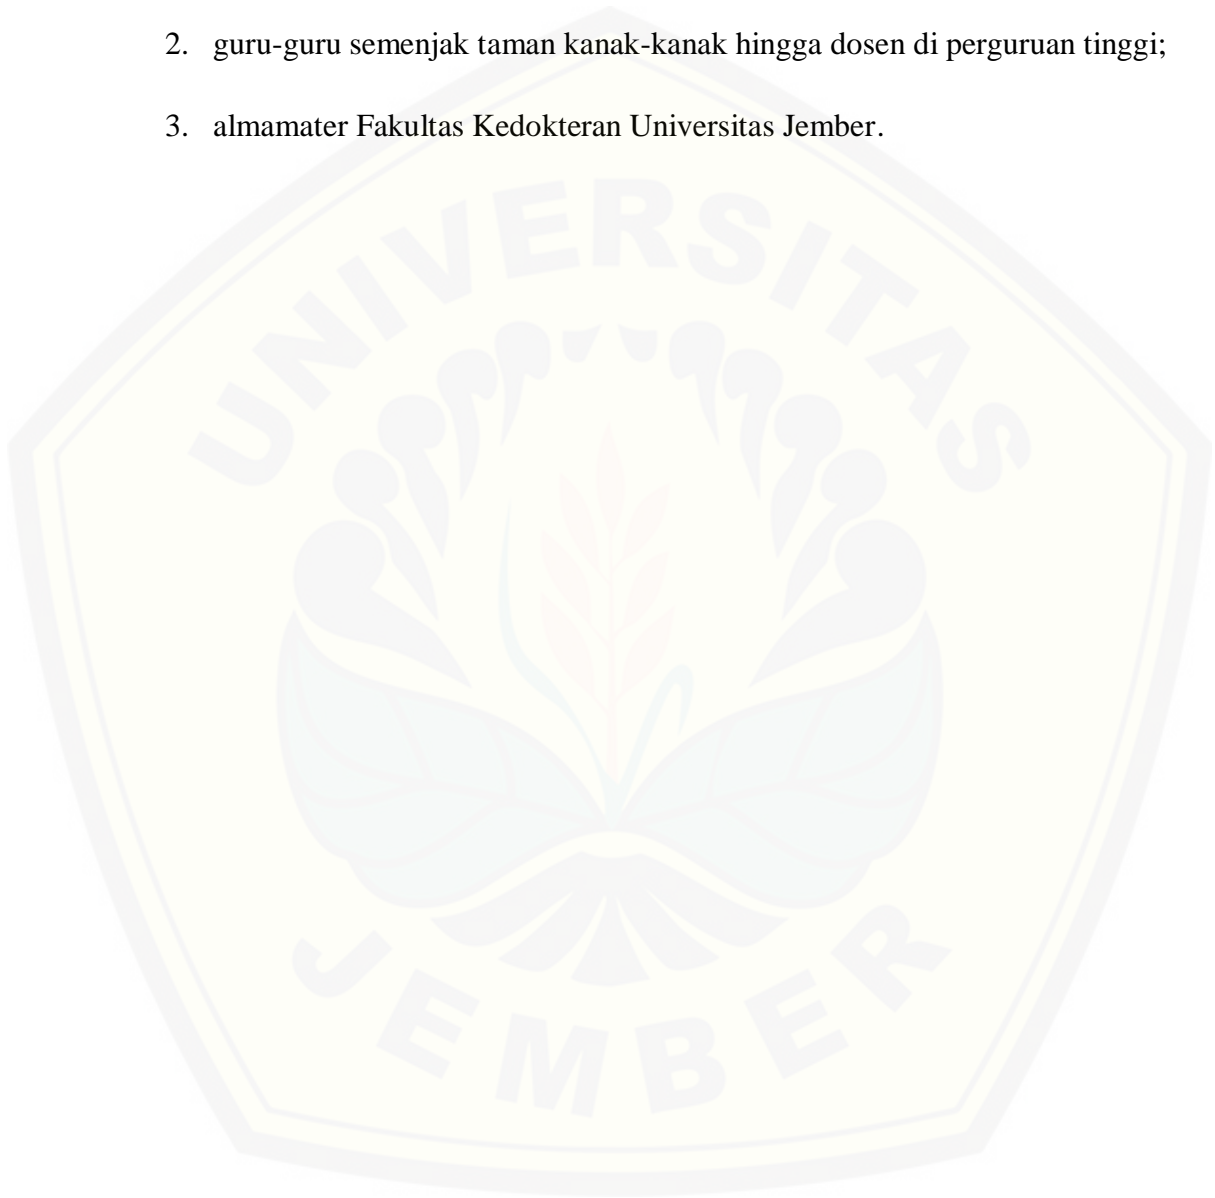 2. guru-guru semenjak taman kanak-kanak hingga dosen di perguruan tinggi;
3. almamater Fakultas Kedokteran Universitas Jember.
UNIVERSITAS
JEMBER